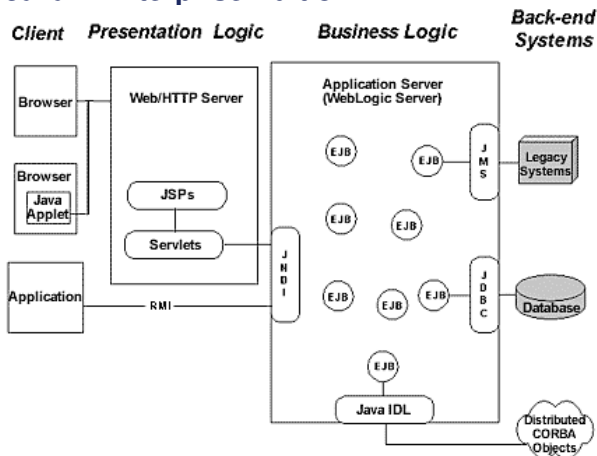 Client
Presentation Logic
Business Logic
Back-end
Systems
Browser
Web/HTTP Server
Application Server
(WebLogic Server)
EJB
EJB
J
M
S
Legacy
Systems
Browser
Java
Applet
JSPs
Servlets
EJB
EJB
J
N
D
I
Application
RMI
EJB
EJB
EJB
J
D
B
C
Database
EJB
Java IDL
Distributed
CORBA
Objects